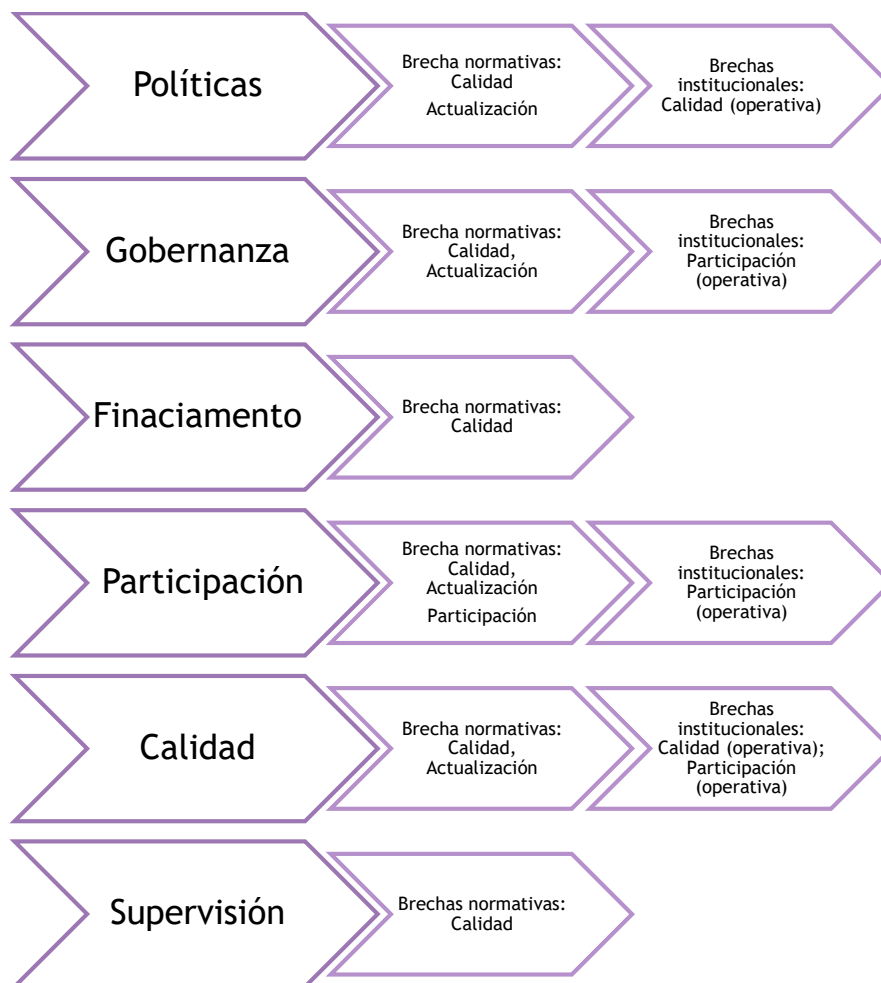 Políticas
Brecha normativas:
Calidad
Actualización
Brechas
institucionales:
Calidad (operativa)
Gobernanza
Brecha normativas:
Calidad,
Actualización
Brechas
institucionales:
Participación
(operativa)
Finaciamento
Brecha normativas:
Calidad
Participación
Brecha normativas:
Calidad,
Actualización
Participación
Brechas
institucionales:
Participación
(operativa)
Calidad
Brecha normativas:
Calidad,
Actualización
Brechas
institucionales:
Calidad (operativa);
Participación
(operativa)
Supervisión
Brechas normativas:
Calidad